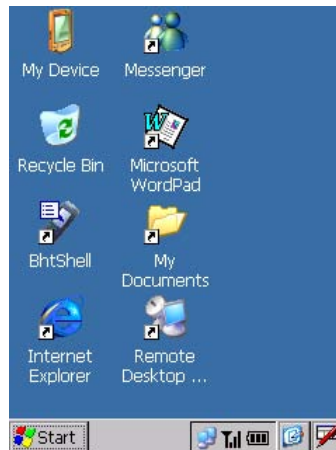 My Device
Messenger
Recycle Bin
Microsoft
WordPad
BhtShell
My
Documents
Internet
Explorer
Remote
Desktop ...
Start